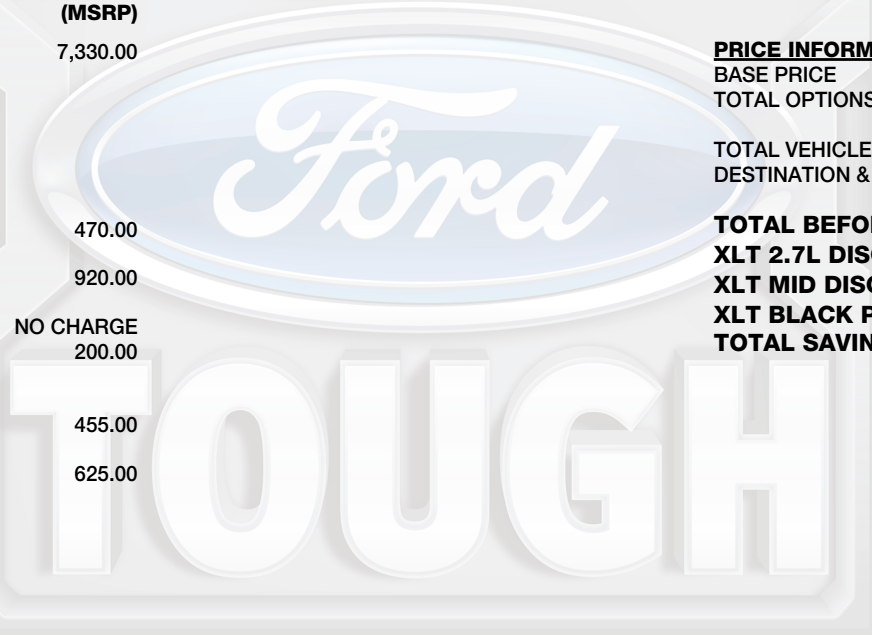 (MSRP)
7,330.00
470.00
920.00
NO CHARGE
200.00
455.00
625.00
PRICE INFORM
BASE PRICE
TOTAL OPTIONS
TOTAL VEHICLE
DESTINATION &
TOTAL BEFO
XLT 2.7L DIS
XLT MID DISC
XLT BLACK P
TOTAL SAVIN
Ford
TOUGH